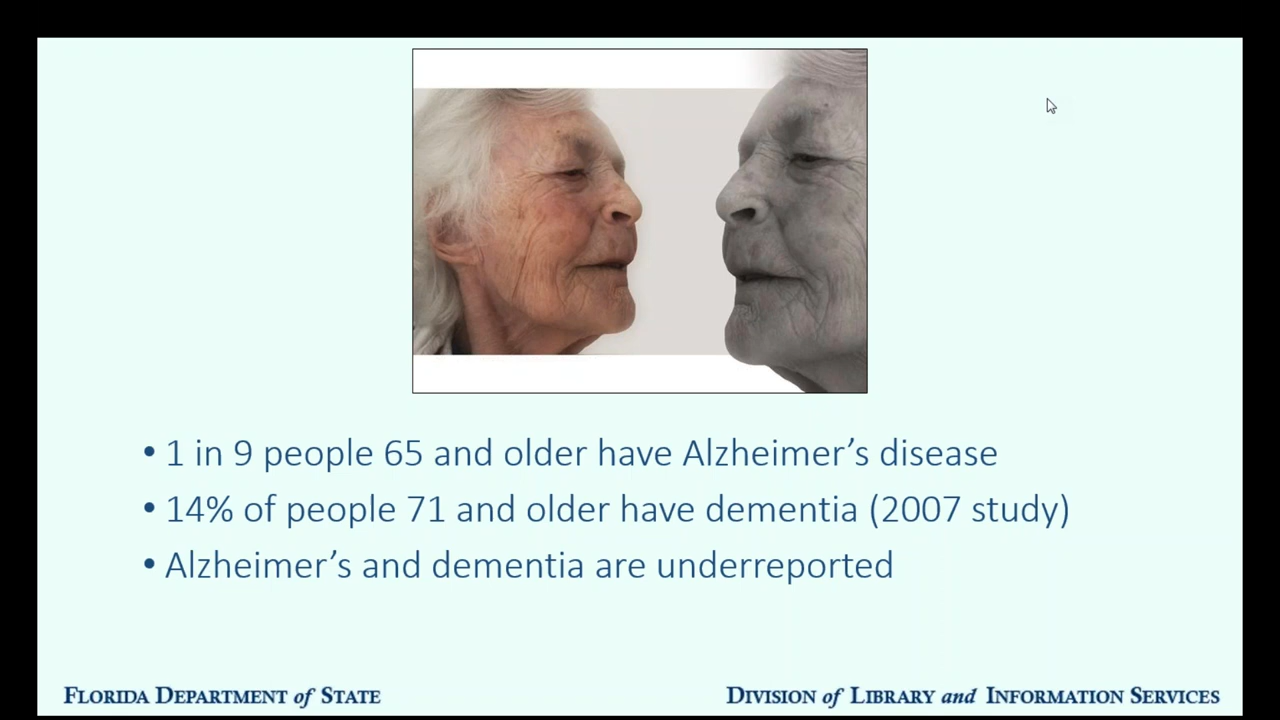 • 1 in 9 people 65 and older have Alzheimer’s disease
• 14% of people 71 and older have dementia (2007 study)
• Alzheimer’s and dementia are underreported
FLORIDA DEPARTMENT of STATE
DIVISION of LIBRARY and INFORMATION SERVICES